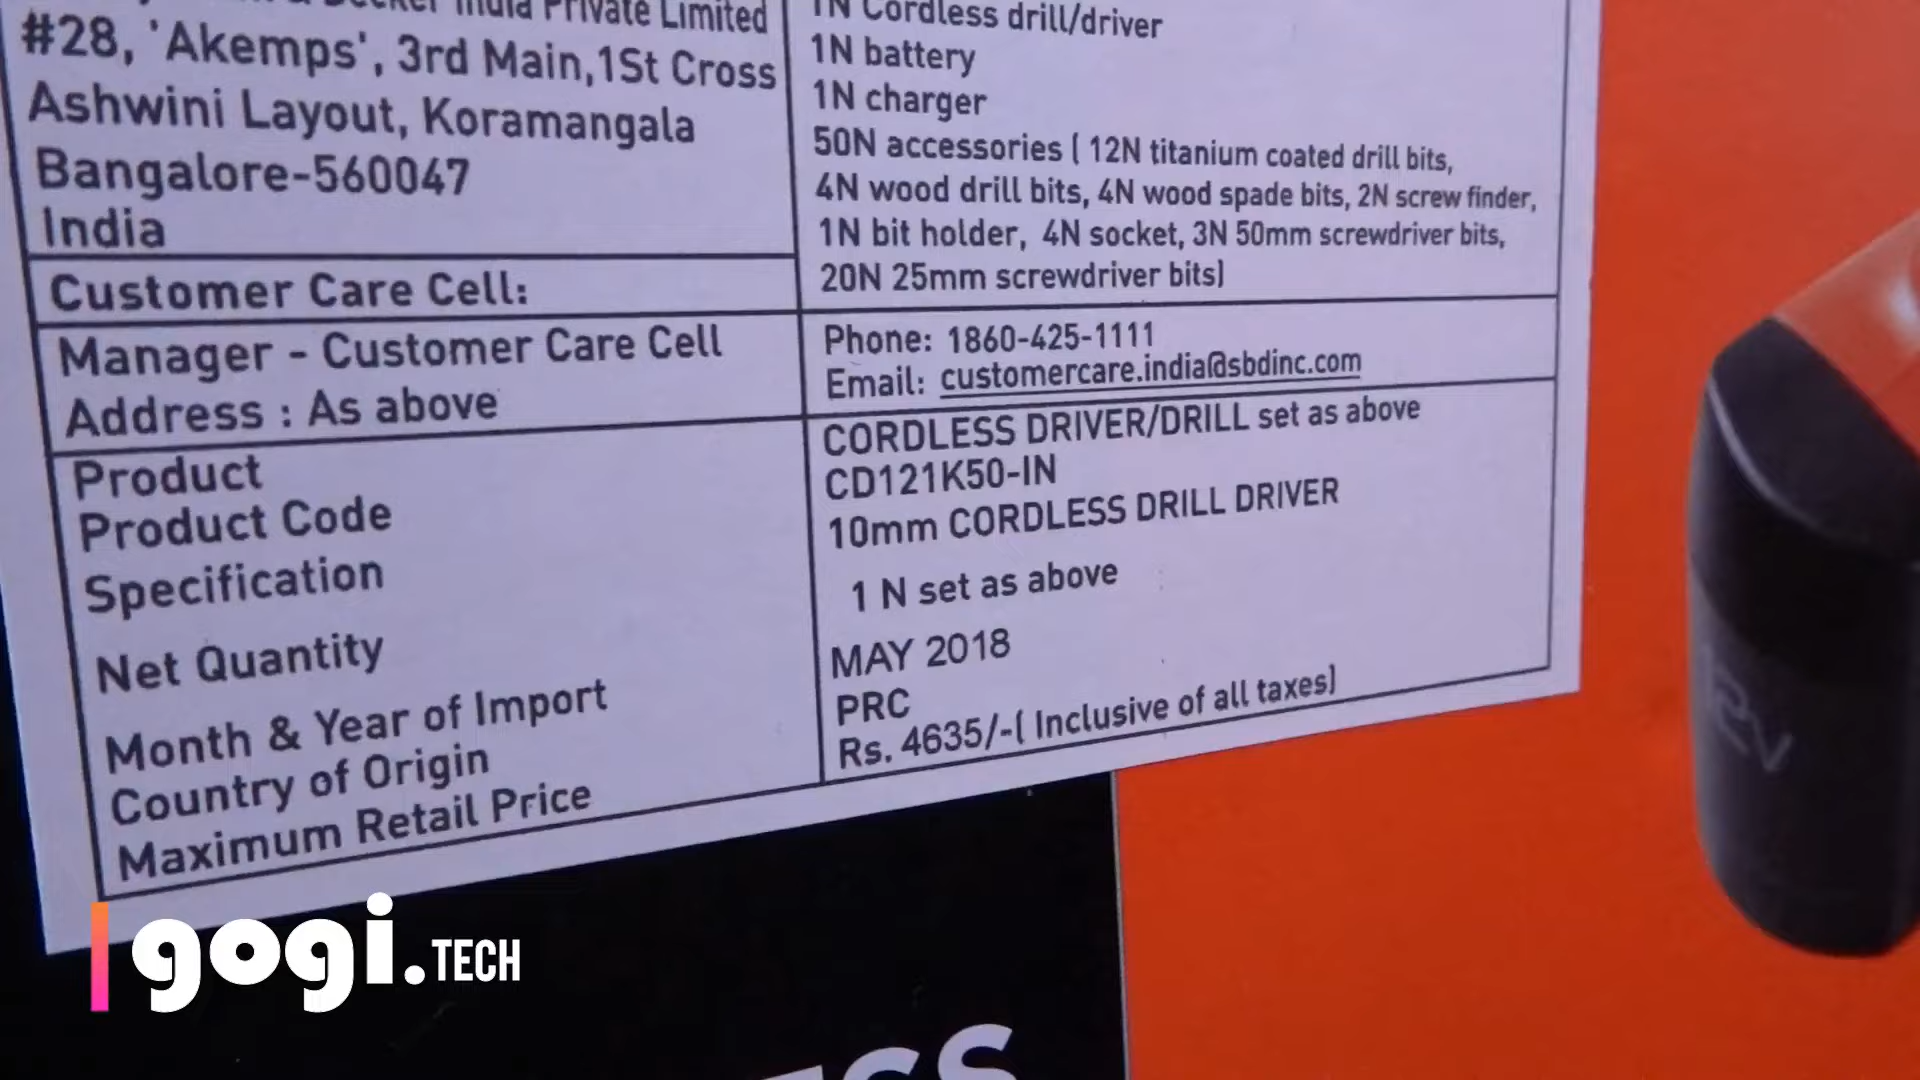 Decker India Private Limited
#28, 'Akemps', 3rd Main,1St Cross
Ashwini Layout, Koramangala
Bangalore-560047
India
1N Cordless drill/driver
1N battery
1N charger
50N accessories ( 12N titanium coated drill bits,
4N wood drill bits, 4N wood spade bits, 2N screw finder,
1N bit holder, 4N socket, 3N 50mm screwdriver bits,
20N 25mm screwdriver bits)
Customer Care Cell:
Manager - Customer Care Cell
Address : As above
Phone: 1860-425-1111
Email: customercare.india@sbdinc.com
Product
Product Code
Specification
Net Quantity
Month & Year of Import
Country of Origin
Maximum Retail Price
CORDLESS DRIVER/DRILL set as above
CD121K50-IN
10mm CORDLESS DRILL DRIVER
1 N set as above
MAY 2018
PRC
Rs. 4635/-( Inclusive of all taxes)
12V
gogi.TECH